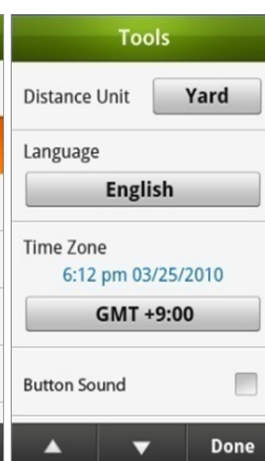 Tools
Distance Unit Yard
Language
English
Time Zone
6:12 pm 03/25/2010
GMT +9:00
Button Sound
Done